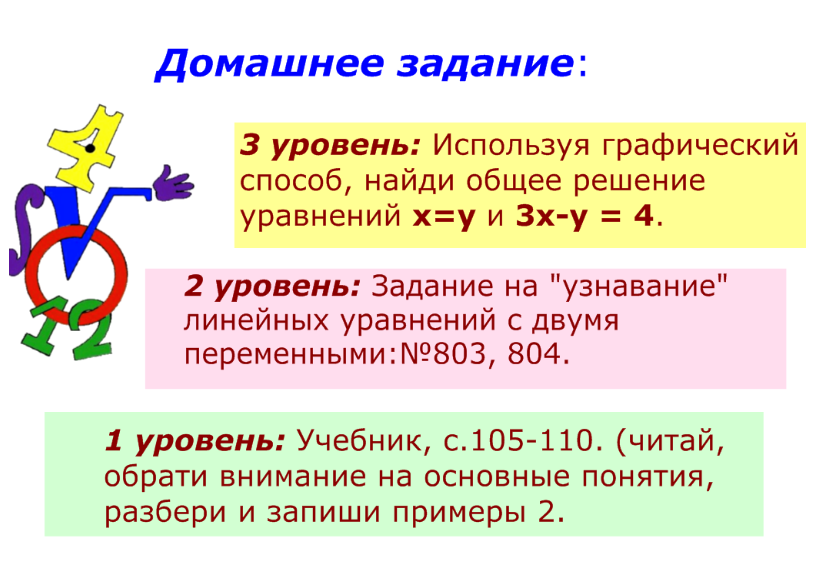 Домашнее задание:
3 уровень: Используя графический
способ, найди общее решение
уравнений х=у и 3х-у = 4.
2 уровень: Задание на "узнавание"
линейных уравнений с двумя
переменными:№803, 804.
1 уровень: Учебник, с.105-110. (читай,
обрати внимание на основные понятия,
разбери и запиши примеры 2.